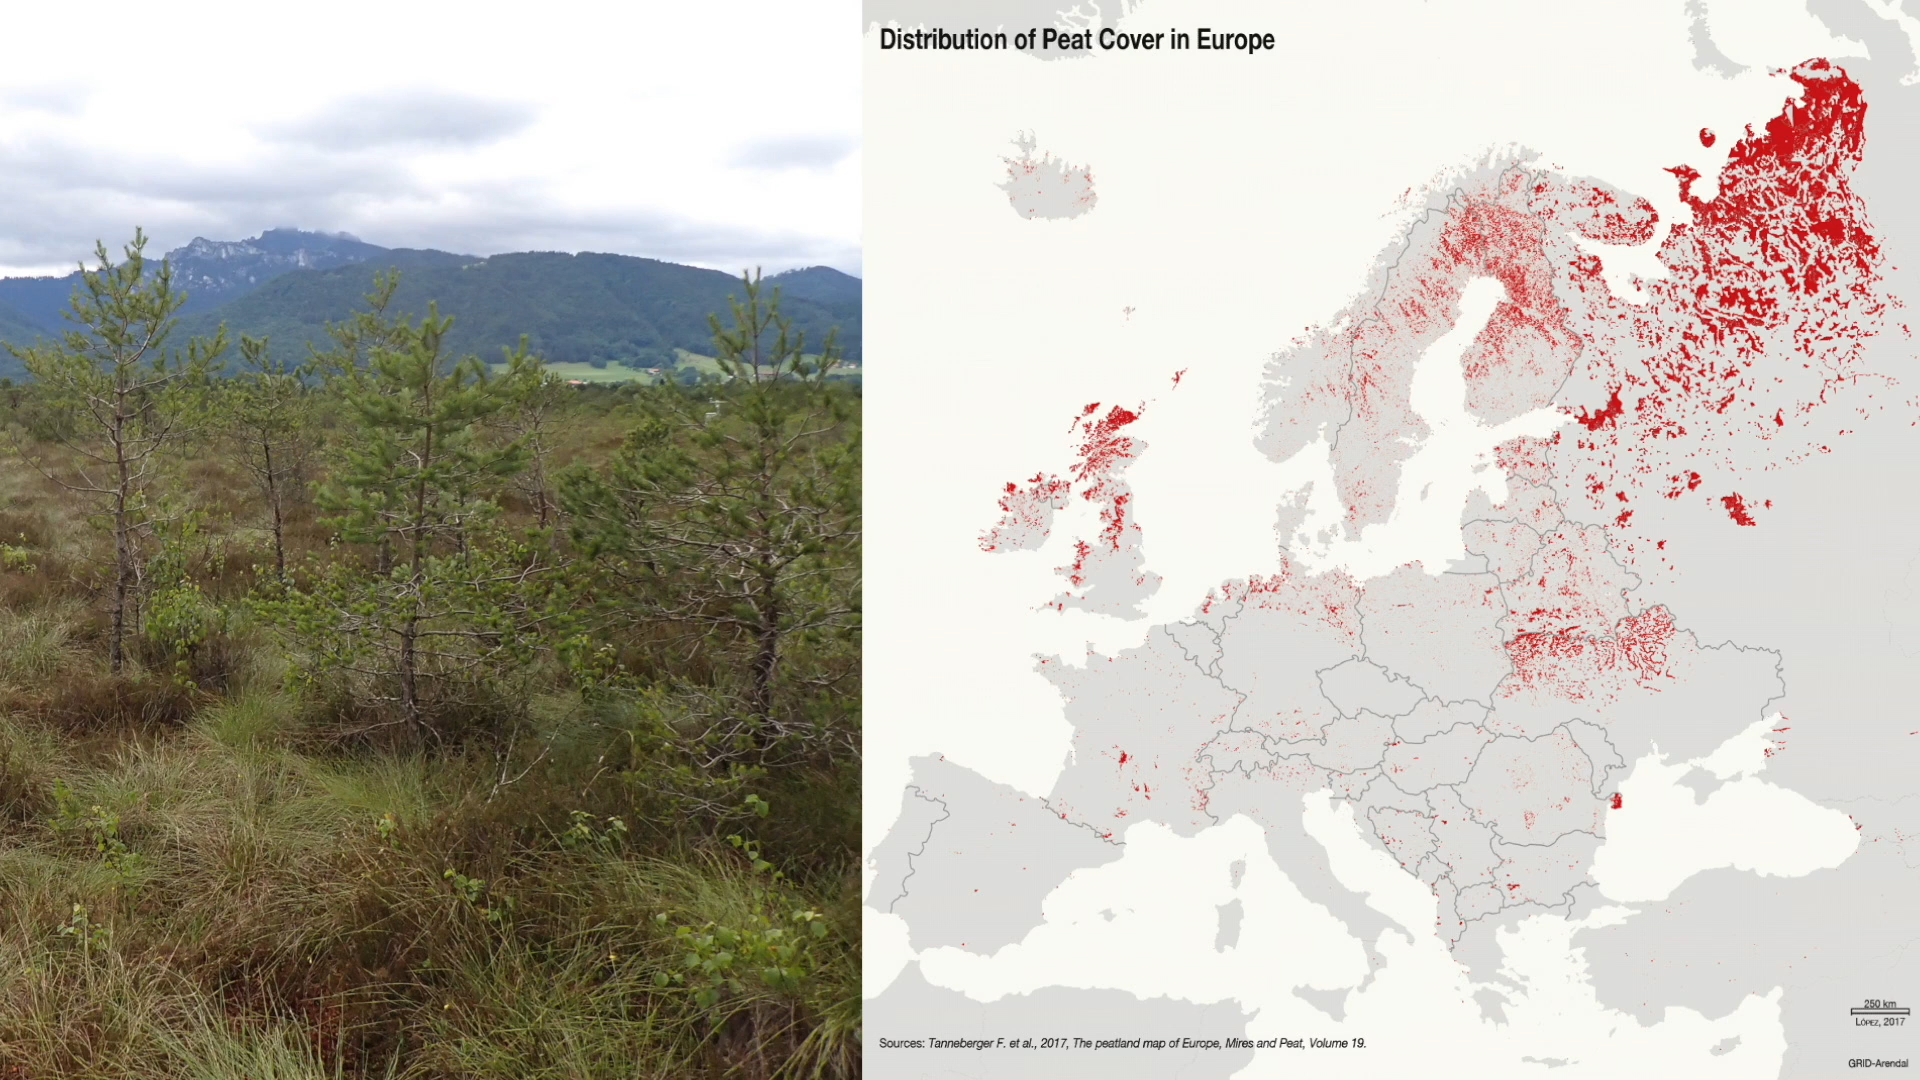 Distribution of Peat Cover in Europe
250 km
López, 2017
Sources: Tanneberger F. et al., 2017, The peatland map of Europe, Mires and Peat, Volume 19.
GRID-Arendal